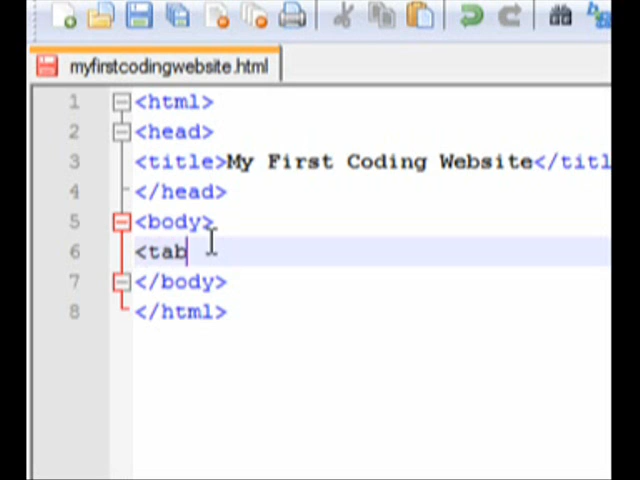 myfirstcodingwebsite.html
1 <html>
2 <head>
3 <title>My First Coding Website</titl
4 </head>
5 <body>
6 <tab
7 </body>
8 </html>